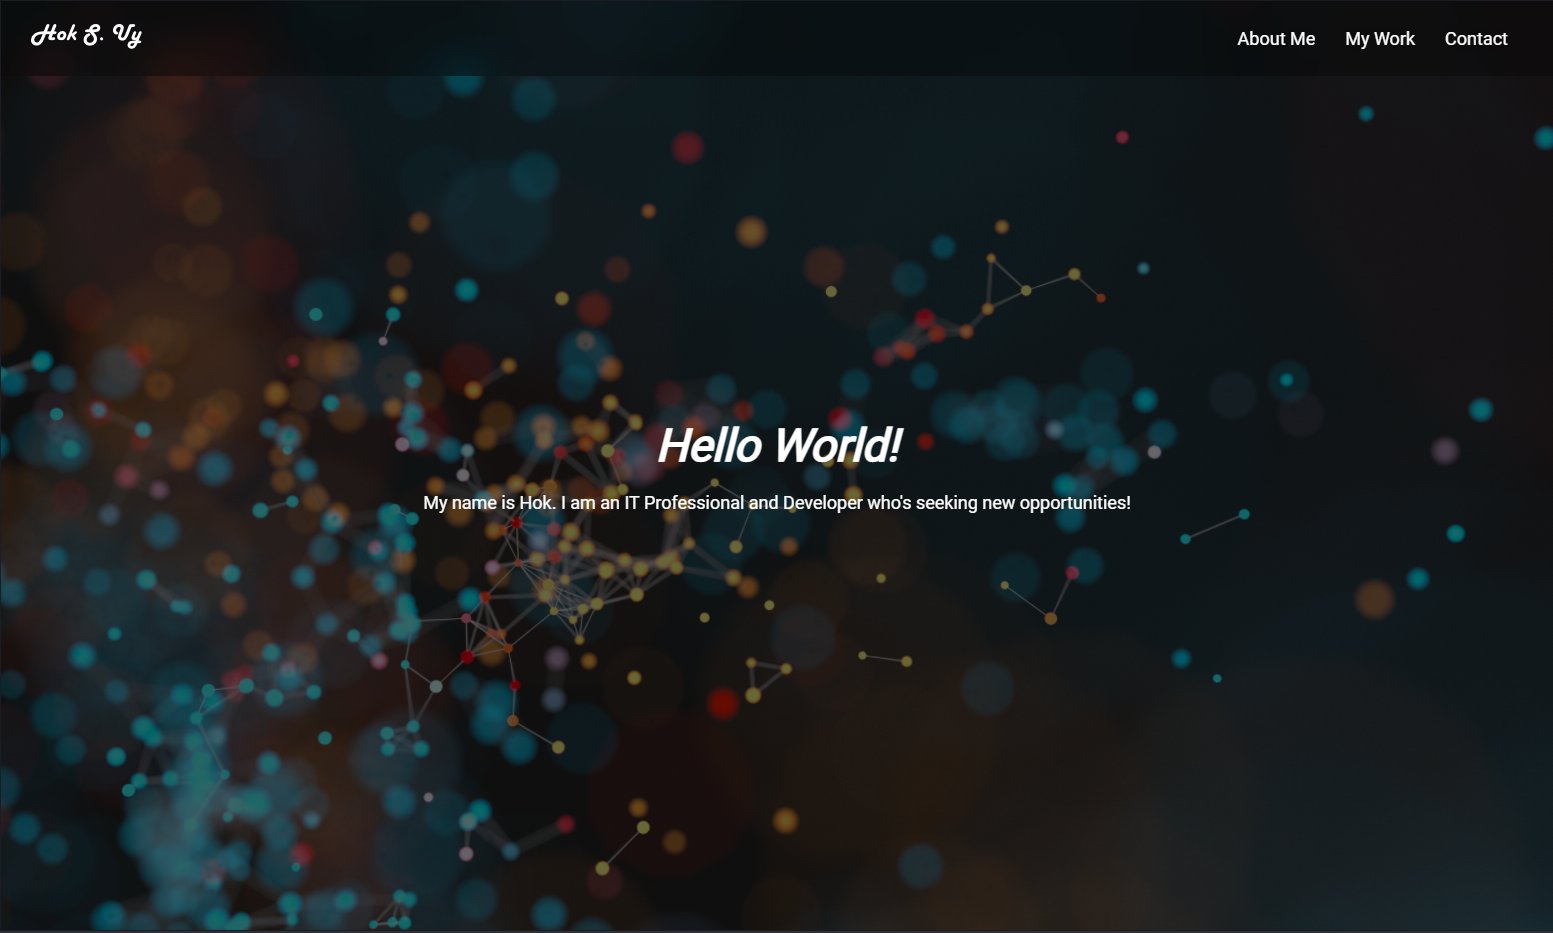 Hok S. Vy
About Me
My Work
Contact
Hello World!
My name is Hok. I am an IT Professional and Developer who's seeking new opportunities!